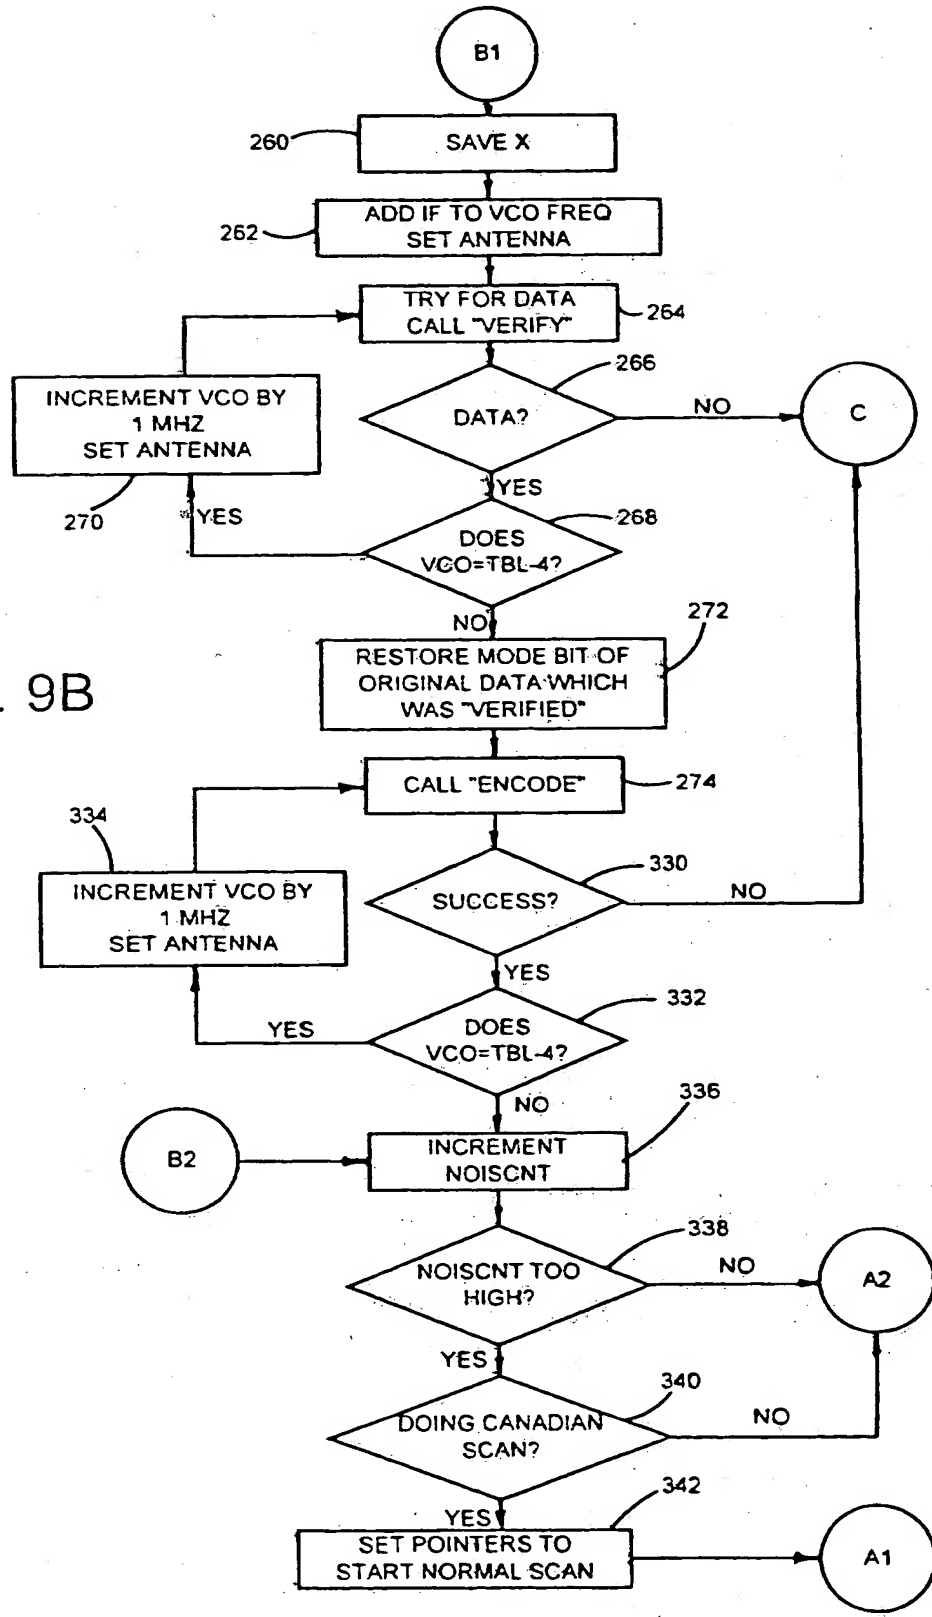 B1
260
SAVE X
262
ADD IF TO VCO FREQ
SET ANTENNA
TRY FOR DATA
CALL "VERIFY"
264
266
INCREMENT VCO BY
1 MHZ
SET ANTENNA
DATA?
NO
C
270
YES
YES
268
DOES
VCO=TBL-4?
NO
272
RESTORE MODE BIT OF
ORIGINAL DATA WHICH
WAS "VERIFIED"
. 9B
CALL "ENCODE"
274
334
330
INCREMENT VCO BY
1 MHZ
SET ANTENNA
SUCCESS?
NO
YES
332
YES
DOES
VCO=TBL-4?
NO
336
B2
INCREMENT
NOISCNT
338
NOISCNT TOO
HIGH?
NO
A2
YES
340
DOING CANADIAN
SCAN?
NO
342
YES
SET POINTERS TO
START NORMAL SCAN
A1